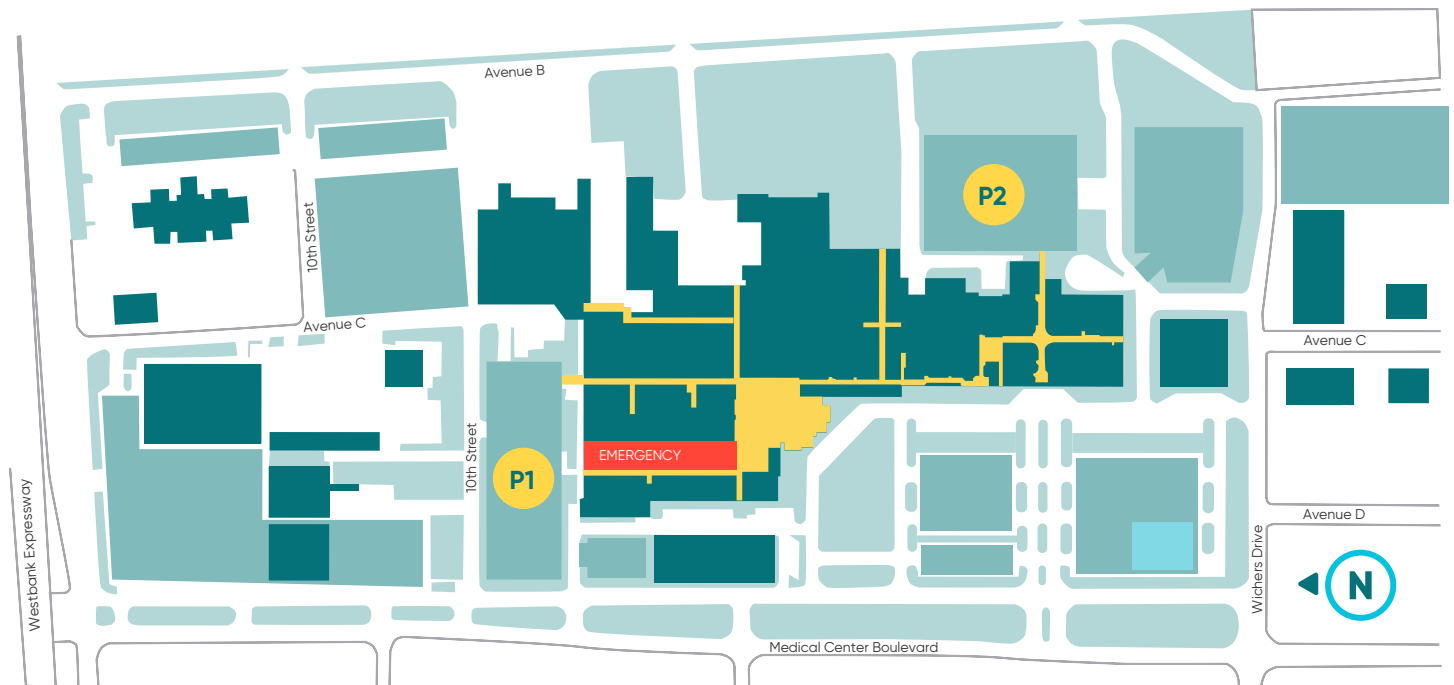 Avenue B
P2
10th Street
Avenue C
Avenue C
EMERGENCY
10th Street
P1
Avenue D
Westbank Expressway
Wichers Drive
N
Medical Center Boulevard